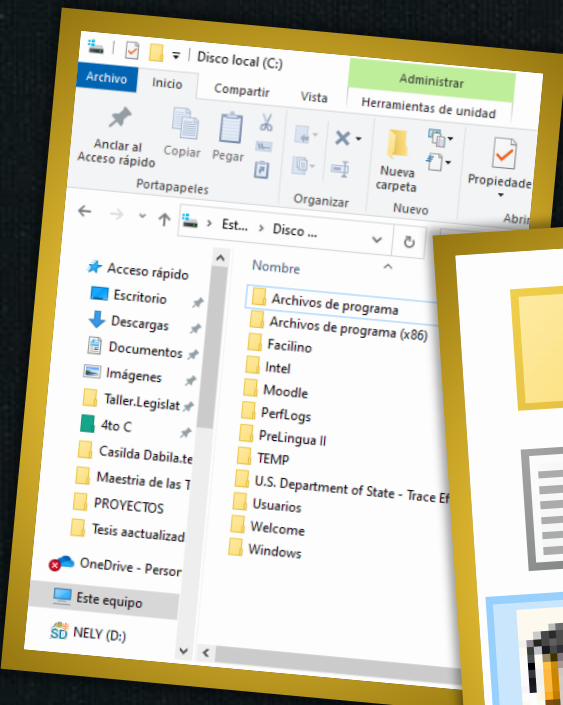 Disco local (C:)
Administrar
Archivo
Inicio
Compartir
Vista
Herramientas de unidad
Anclar al
Acceso rápido
Copiar
Pegar
Portapapeles
Organizar
Nueva
carpeta
Nuevo
Propiedade
Abrir
Est... > Disco ...
Acceso rápido
Escritorio
Descargas
Documentos
Imágenes
Taller.Legislat
4to C
Casilda Dabila.te
Maestria de las T
PROYECTOS
Tesis aactualizad
OneDrive - Person
Este equipo
SD NELY (D:)
Nombre
Archivos de programa
Archivos de programa (x86)
Facilino
Intel
Moodle
PerfLogs
PreLingua II
TEMP
U.S. Department of State - Trace Ef
Usuarios
Welcome
Windows